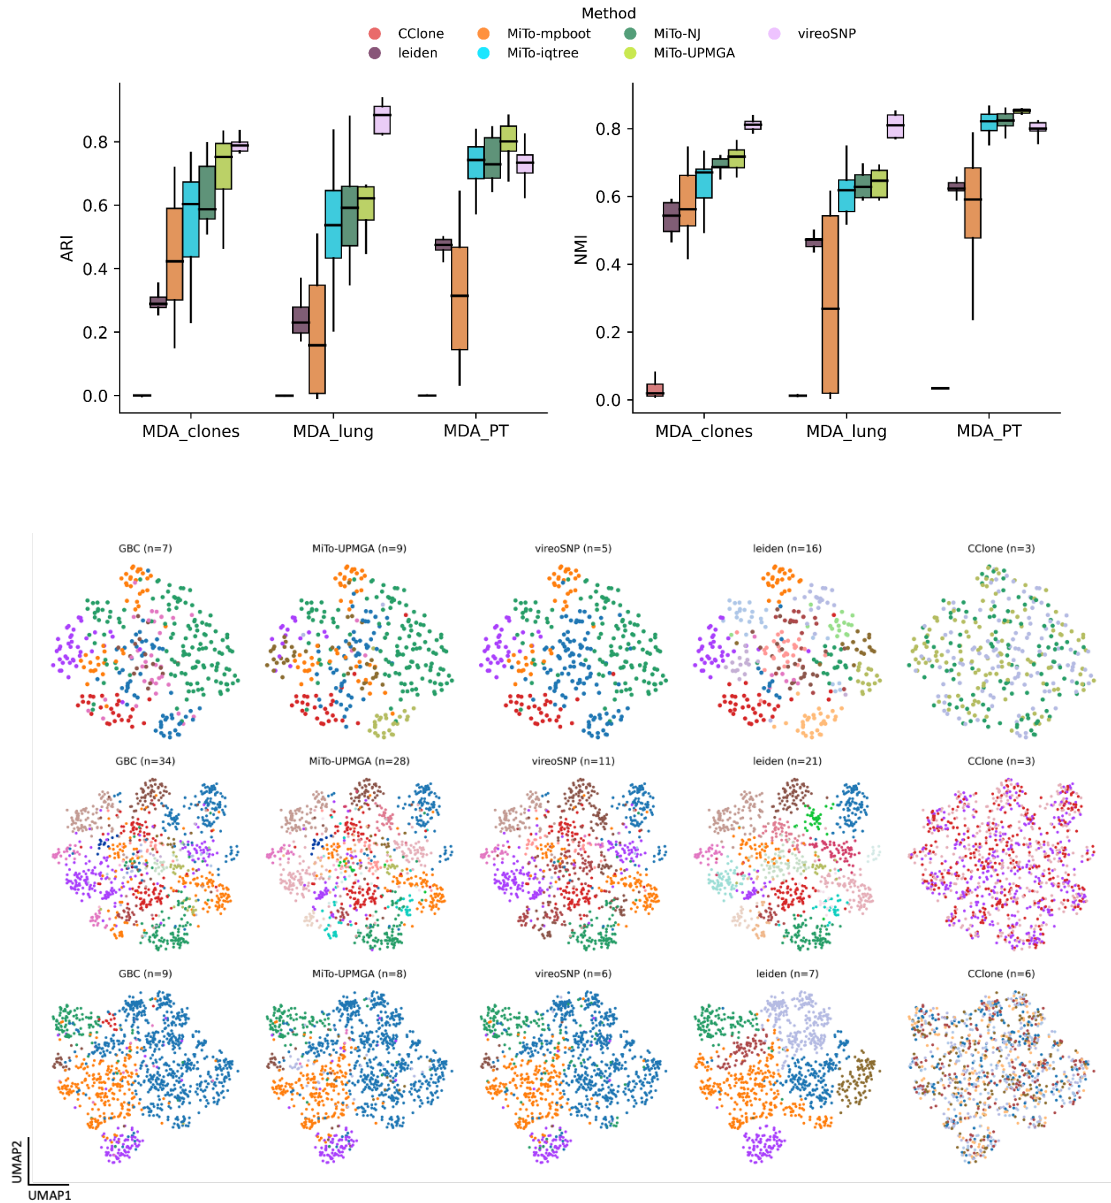 Method
CClone
MiTo-mpboot
MiTo-NJ
vireoSNP
leiden
MiTo-iqtree
MiTo-UPMGA
ARI
0.8
0.6
0.4
0.2
0.0
MDA_clones
MDA_lung
MDA_PT
NMI
0.8
0.6
0.4
0.2
0.0
MDA_clones
MDA_lung
MDA_PT
GBC (n=7)
MiTo-UPMGA (n=9)
vireoSNP (n=5)
leiden (n=16)
CClone (n=3)
GBC (n=34)
MiTo-UPMGA (n=28)
vireoSNP (n=11)
leiden (n=21)
CClone (n=3)
GBC (n=9)
MiTo-UPMGA (n=8)
vireoSNP (n=6)
leiden (n=7)
CClone (n=6)
UMAP2
UMAP1